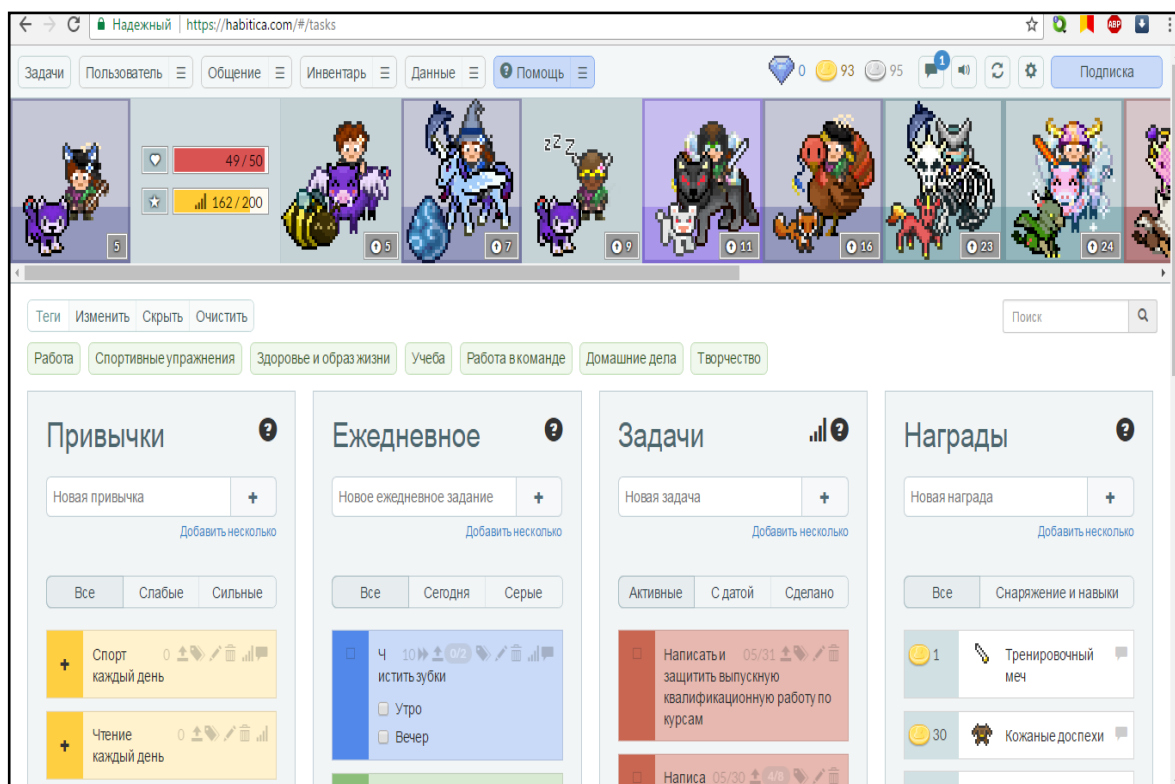 Надежный | https://habitica.com/#/tasks
ABP
Задачи Пользователь Общение Инвентарь Данные Помощь 0 93 95 1 Подписка
zZZ
49/50
162/200
5 5 7 9 11 16 23 24
Теги Изменить Скрыть Очистить Поиск
Работа Спортивные упражнения Здоровье и образ жизни Учеба Работа в команде Домашние дела Творчество
Привычки
Новая привычка
Добавить несколько
Все Слабые Сильные
Спорт 0
каждый день
Чтение 0
каждый день
Ежедневное
Новое ежедневное задание
Добавить несколько
Все Сегодня Серые
Ч 10 0/2
истить зубки
Утро
Вечер
Задачи
Новая задача
Добавить несколько
Активные С датой Сделано
Написать и 05/31
защитить выпускную
квалификационную работу по
курсам
Написа 05/30 4/8
Награды
Новая награда
Добавить несколько
Все Снаряжение и навыки
1 Тренировочный
меч
30 Кожаные доспехи